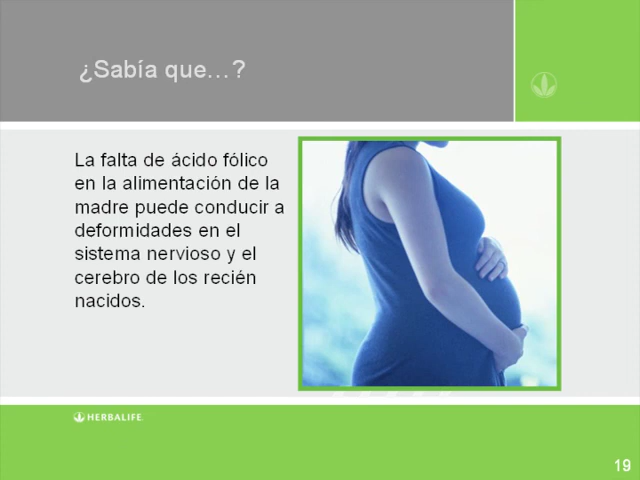 ¿Sabía que...?
La falta de ácido fólico
en la alimentación de la
madre puede conducir a
deformidades en el
sistema nervioso y el
cerebro de los recién
nacidos.
HERBALIFE.
19